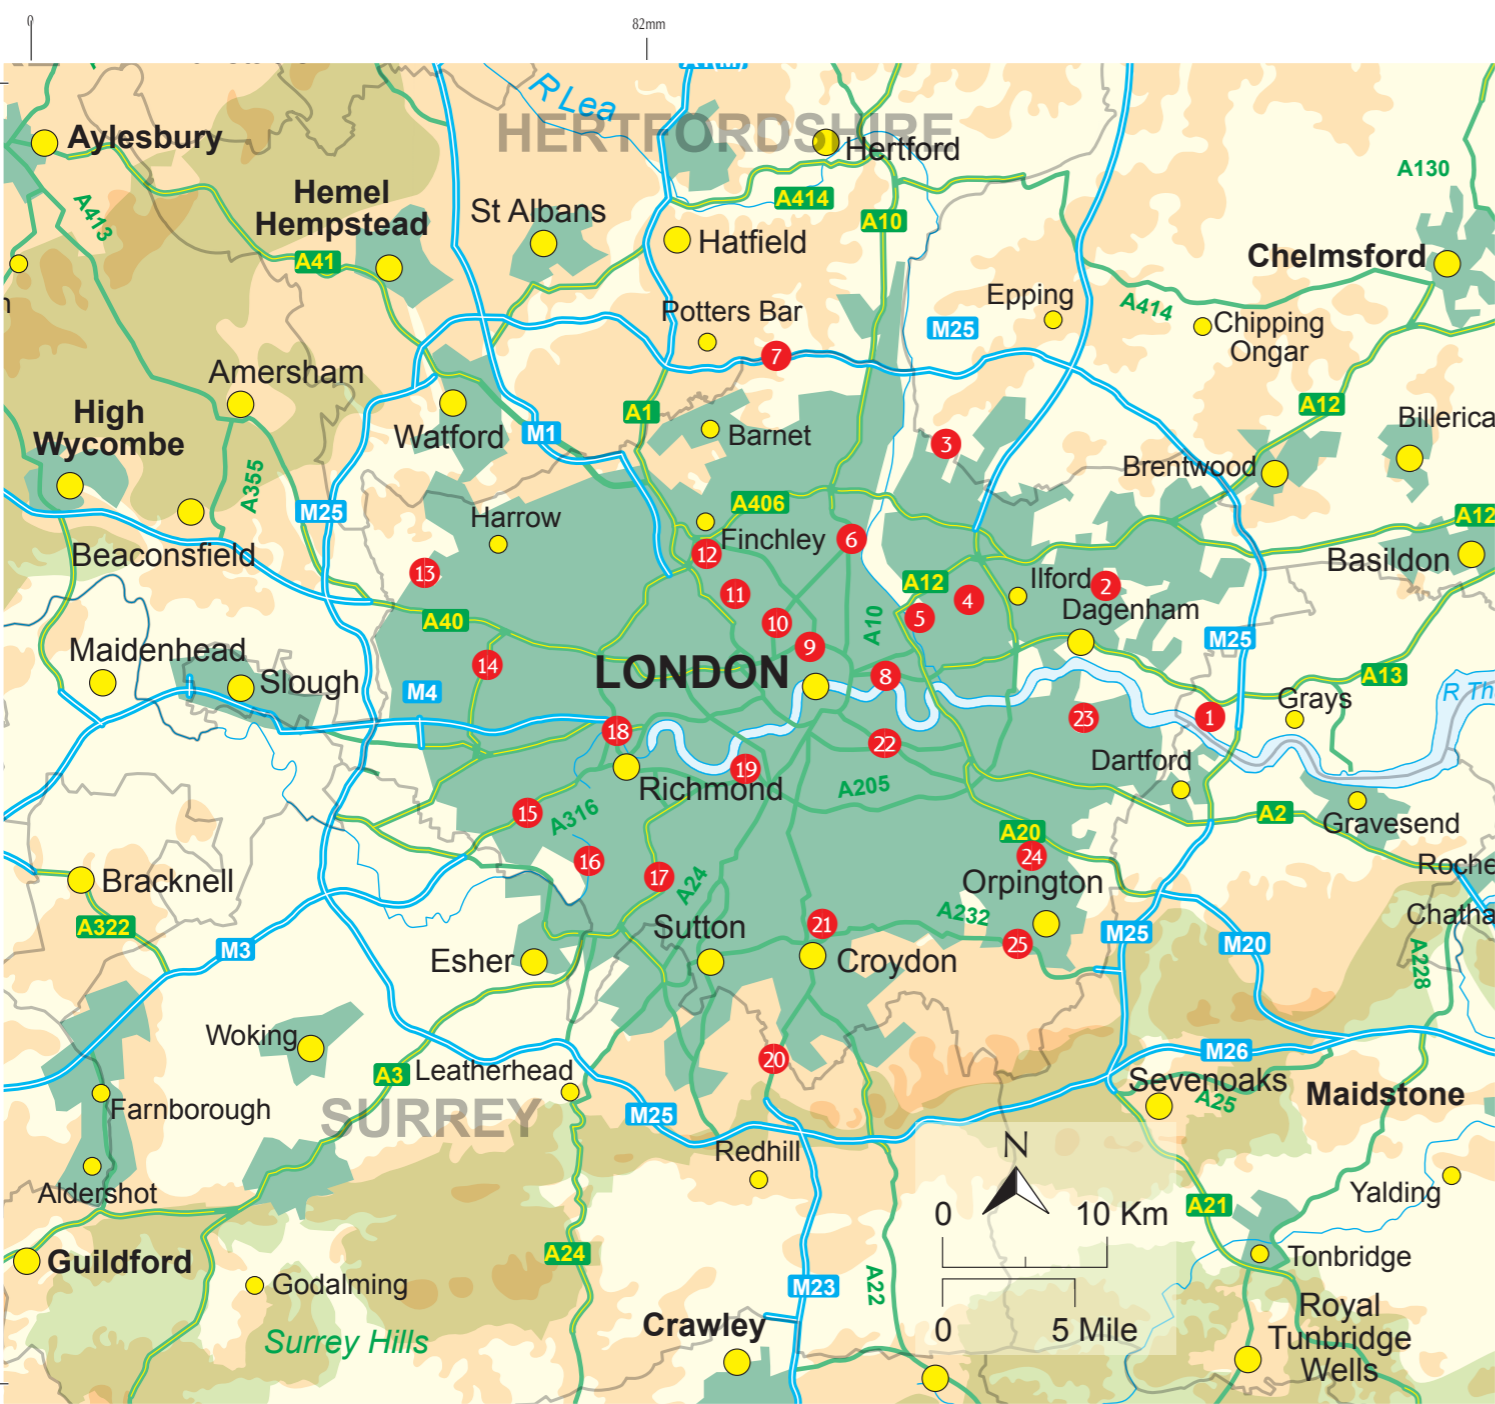 0
82mm
R Lea
HERTFORDSHIRE
Aylesbury
Hertford
A130
Hemel
Hempstead
A413
St Albans
A414
A10
Hatfield
Chelmsford
A41
Potters Bar
Epping
A414
M25
Chipping
Ongar
7
Amersham
High
Wycombe
A1
A12
Billerica
Watford
M1
Barnet
3
Brentwood
A355
M25
Harrow
A406
A12
Beaconsfield
12
Finchley
6
Basildon
13
A12
Ilford
2
11
4
Dagenham
A40
10
5
A10
M25
9
Maidenhead
14
LONDON
8
A13
Slough
M4
Grays
R Th
18
23
1
22
Dartford
19
Richmond
A205
15
A316
A2
Gravesend
A20
16
24
Roche
Bracknell
17
A24
Orpington
A322
Sutton
21
A232
Chatha
M3
25
M25
M20
Esher
Croydon
A228
Woking
20
M26
A3
Leatherhead
Sevenoaks
A25
Maidstone
Farnborough
SURREY
M25
Redhill
N
Aldershot
0
10 Km
A21
Yalding
Guildford
A24
Tonbridge
Godalming
M23
A22
Royal
Tunbridge
Wells
Surrey Hills
Crawley
0
5 Mile